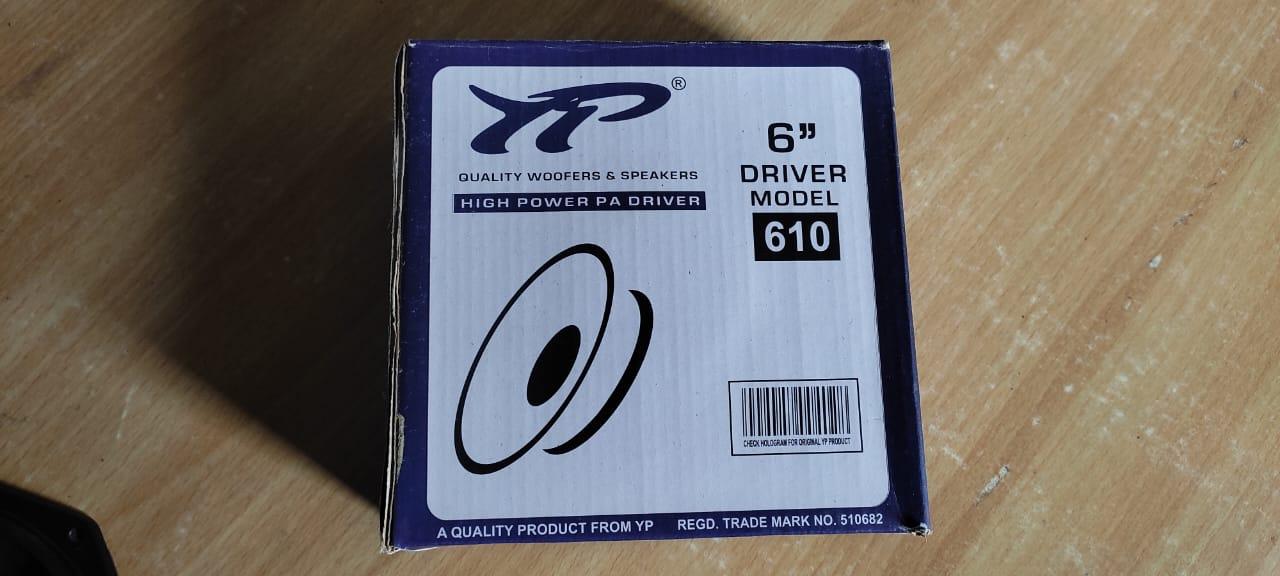 YP®
QUALITY WOOFERS & SPEAKERS
HIGH POWER PA DRIVER
6”
DRIVER
MODEL
610
CHECK HOLOGRAM FOR ORIGINAL YP PRODUCT
A QUALITY PRODUCT FROM YP REGD. TRADE MARK NO. 510682